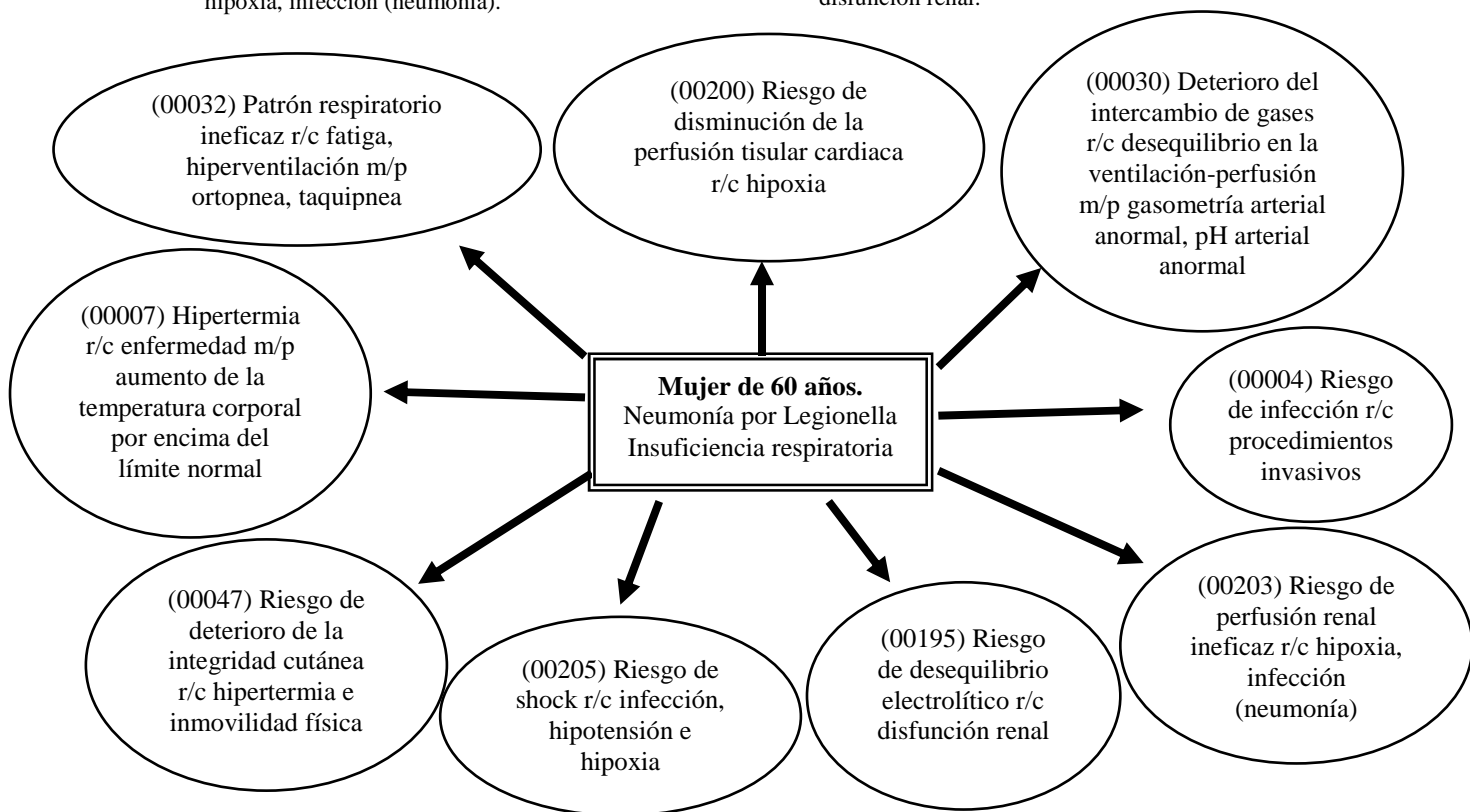 hipoxia, infección (neumonía).
disfunción renal.
(00032) Patrón respiratorio
ineficaz r/c fatiga,
hiperventilación m/p
ortopnea, taquipnea
(00200) Riesgo de
disminución de la
perfusión tisular cardiaca
r/c hipoxia
(00030) Deterioro del
intercambio de gases
r/c desequilibrio en la
ventilación-perfusión
m/p gasometría arterial
anormal, pH arterial
anormal
(00007) Hipertermia
r/c enfermedad m/p
aumento de la
temperatura corporal
por encima del
límite normal
Mujer de 60 años.
Neumonía por Legionella
Insuficiencia respiratoria
(00004) Riesgo
de infección r/c
procedimientos
invasivos
(00047) Riesgo de
deterioro de la
integridad cutánea
r/c hipertermia e
inmovilidad física
(00205) Riesgo de
shock r/c infección,
hipotensión e
hipoxia
(00195) Riesgo
de desequilibrio
electrolítico r/c
disfunción renal
(00203) Riesgo de
perfusión renal
ineficaz r/c hipoxia,
infección
(neumonía)